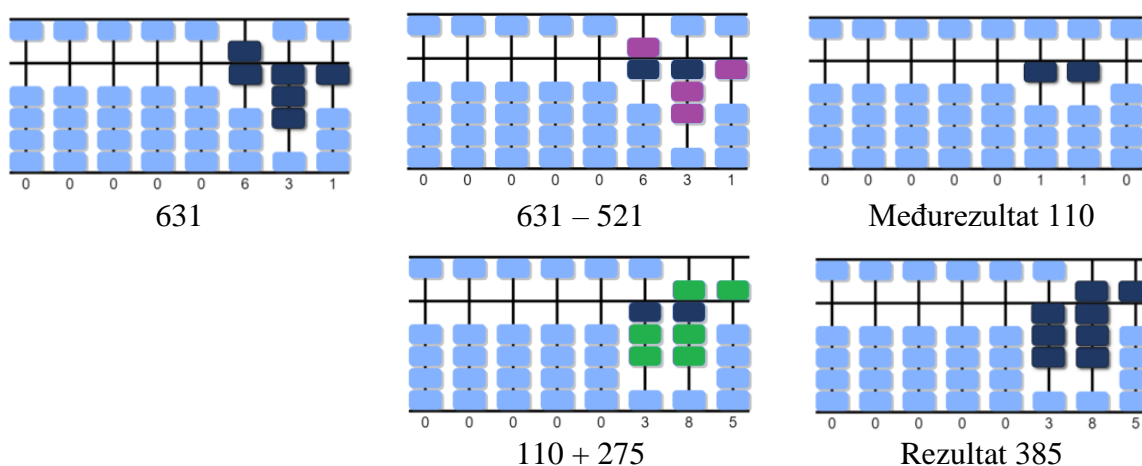 0 0 0 0 0 6 3 1
631
0 0 0 0 0 6 3 1
631 – 521
0 0 0 0 0 1 1 0
Međurezultat 110
0 0 0 0 0 3 8 5
110 + 275
0 0 0 0 0 3 8 5
Rezultat 385